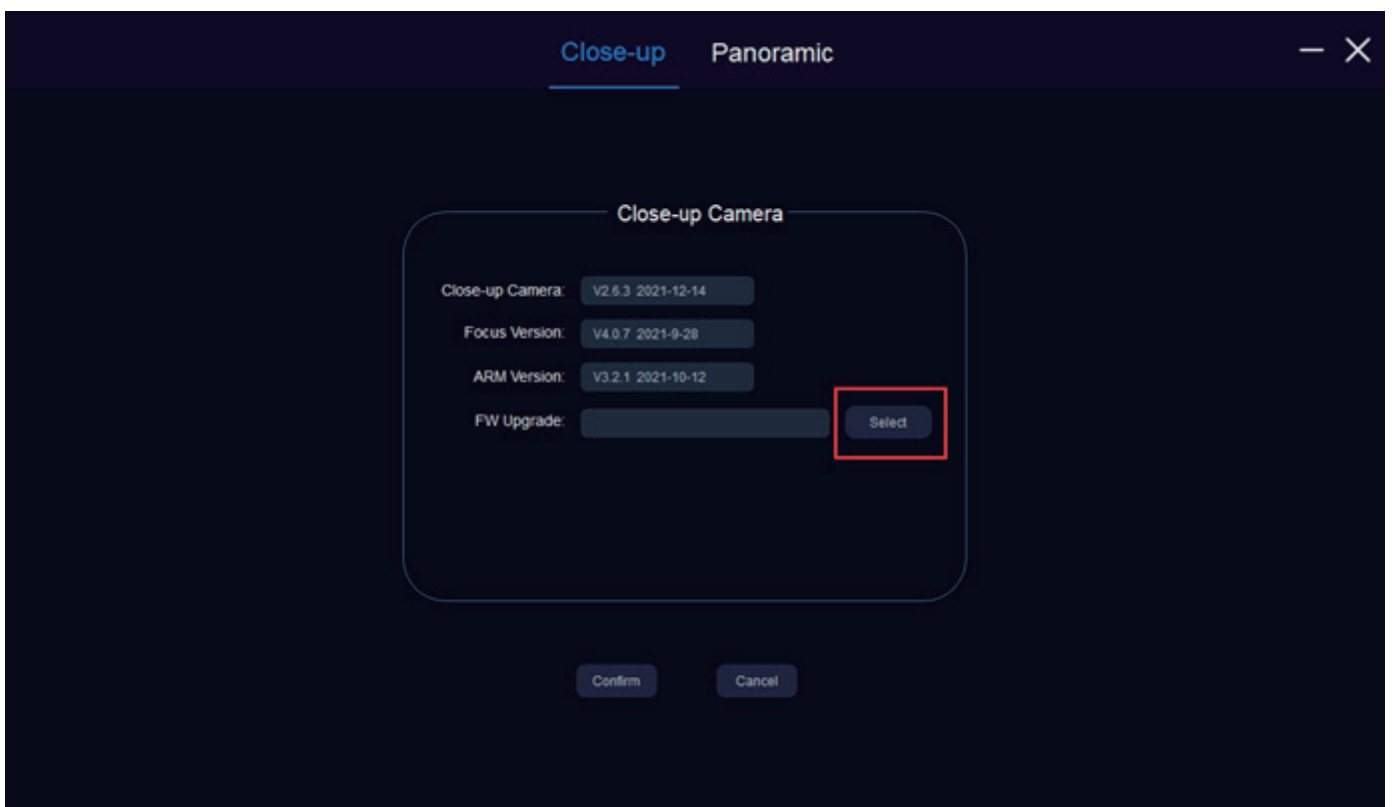 Close-up Panoramic
Close-up Camera
Close-up Camera: V2.6.3 2021-12-14
Focus Version: V4.0.7 2021-9-28
ARM Version: V3.2.1 2021-10-12
FW Upgrade: Select
Confirm Cancel